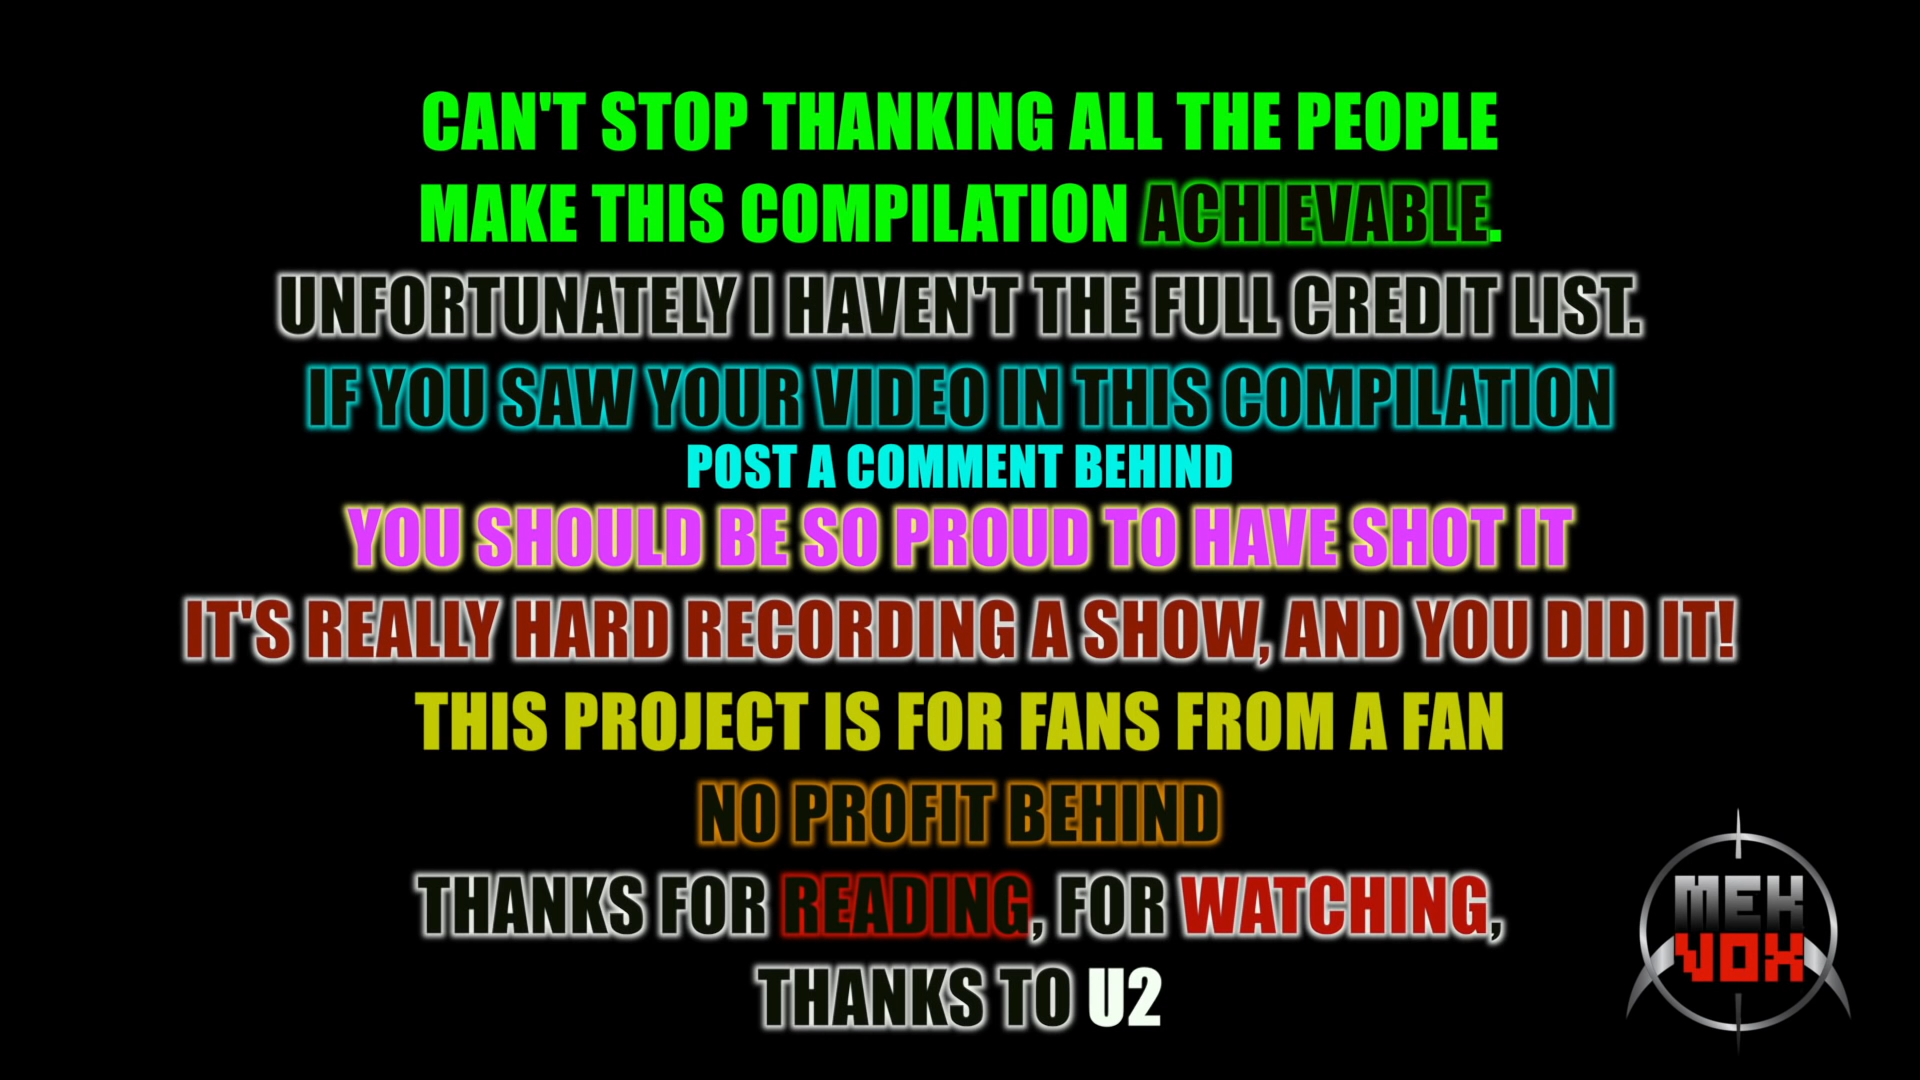 CAN'T STOP THANKING ALL THE PEOPLE
MAKE THIS COMPILATION ACHIEVABLE.
UNFORTUNATELY I HAVEN'T THE FULL CREDIT LIST.
IF YOU SAW YOUR VIDEO IN THIS COMPILATION
POST A COMMENT BEHIND
YOU SHOULD BE SO PROUD TO HAVE SHOT IT
IT'S REALLY HARD RECORDING A SHOW, AND YOU DID IT!
THIS PROJECT IS FOR FANS FROM A FAN
NO PROFIT BEHIND
THANKS FOR READING, FOR WATCHING,
THANKS TO U2
MEK
VOX